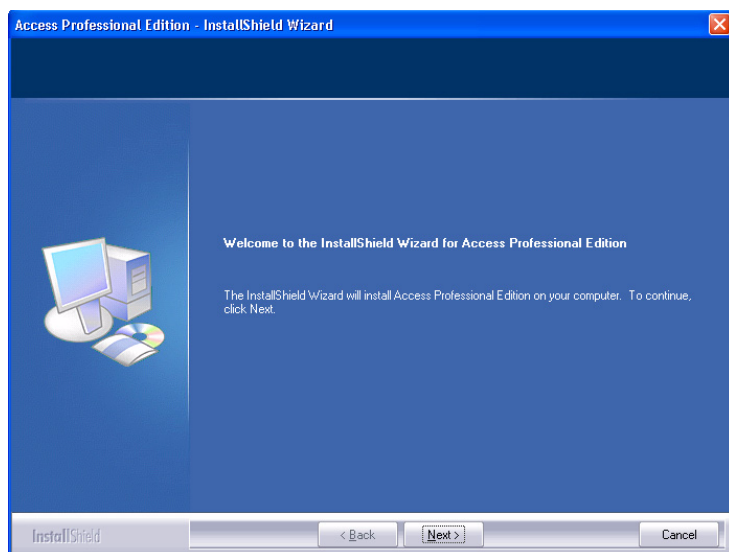 Access Professional Edition - InstallShield Wizard
Welcome to the InstallShield Wizard for Access Professional Edition
The InstallShield Wizard will install Access Professional Edition on your computer. To continue,
click Next.
InstallShield
< Back
Next >
Cancel